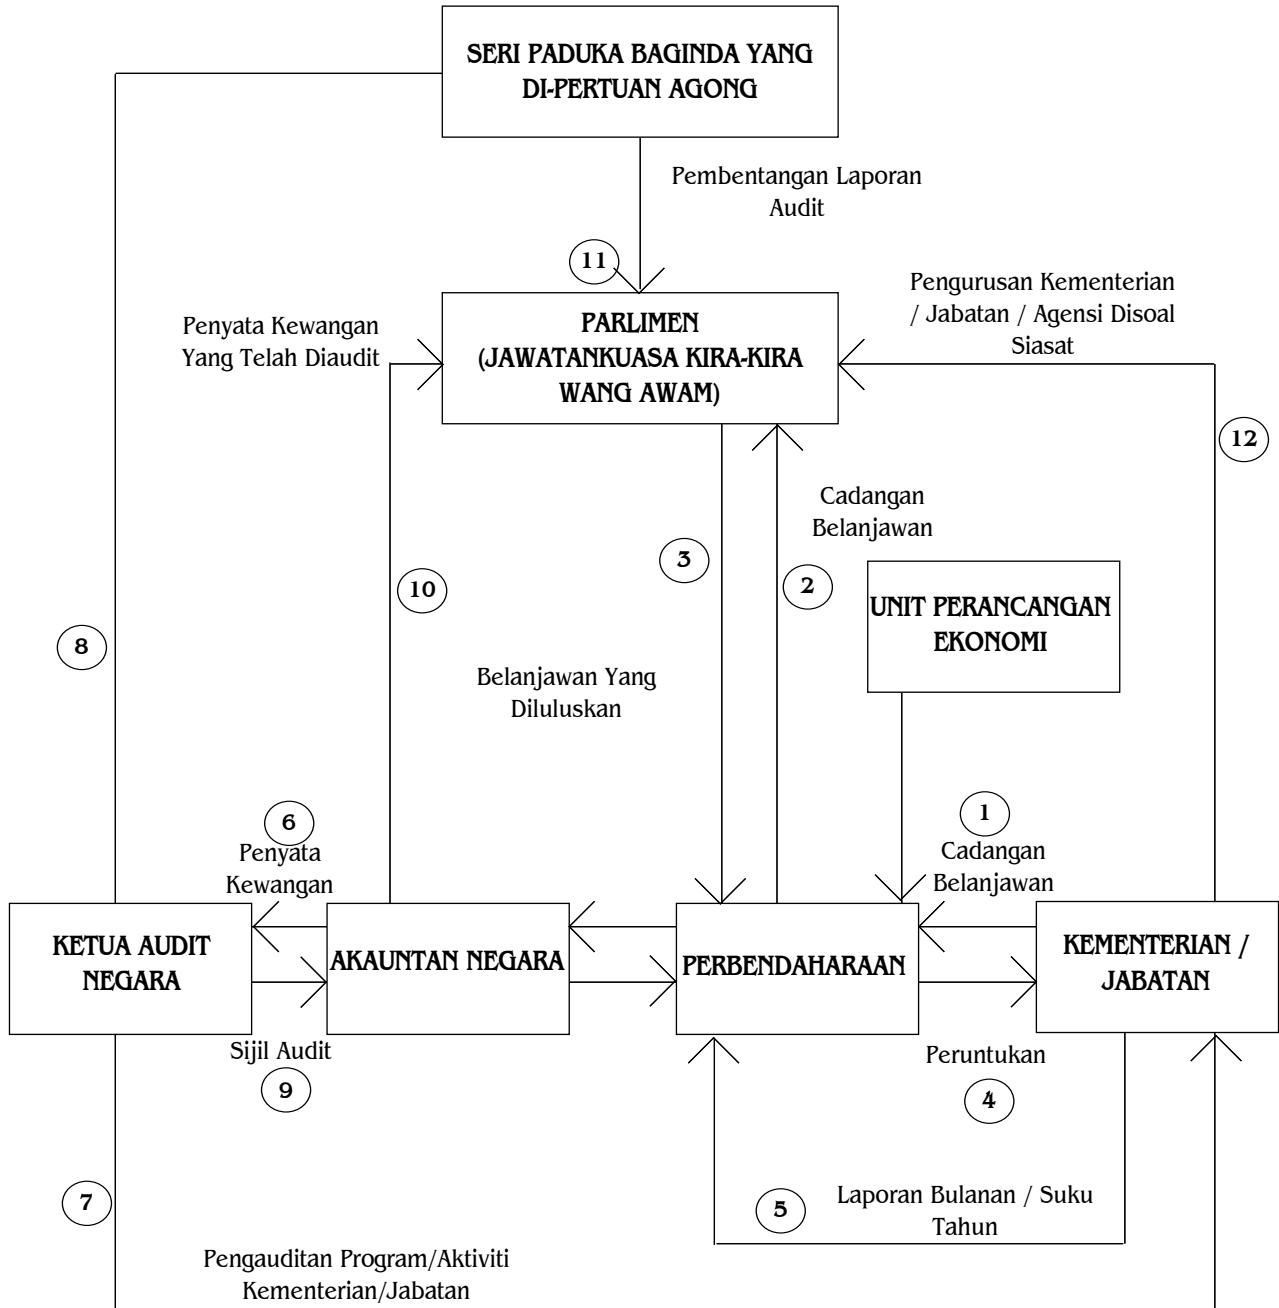 SERI PADUKA BAGINDA YANG
DI-PERTUAN AGONG
Pembentangan Laporan
Audit
11
Pengurusan Kementerian
/ Jabatan / Agensi Disoal
Siasat
Penyata Kewangan
Yang Telah Diaudit
PARLIMEN
(JAWATANKUASA KIRA-KIRA
WANG AWAM)
12
Cadangan
Belanjawan
3
2
10
UNIT PERANCANGAN
EKONOMI
8
Belanjawan Yang
Diluluskan
6
Penyata
Kewangan
1
Cadangan
Belanjawan
KETUA AUDIT
NEGARA
AKAUNTAN NEGARA
PERBENDAHARAAN
KEMENTERIAN /
JABATAN
Sijil Audit
9
Peruntukan
4
7
5
Laporan Bulanan / Suku
Tahun
Pengauditan Program/Aktiviti
Kementerian/Jabatan